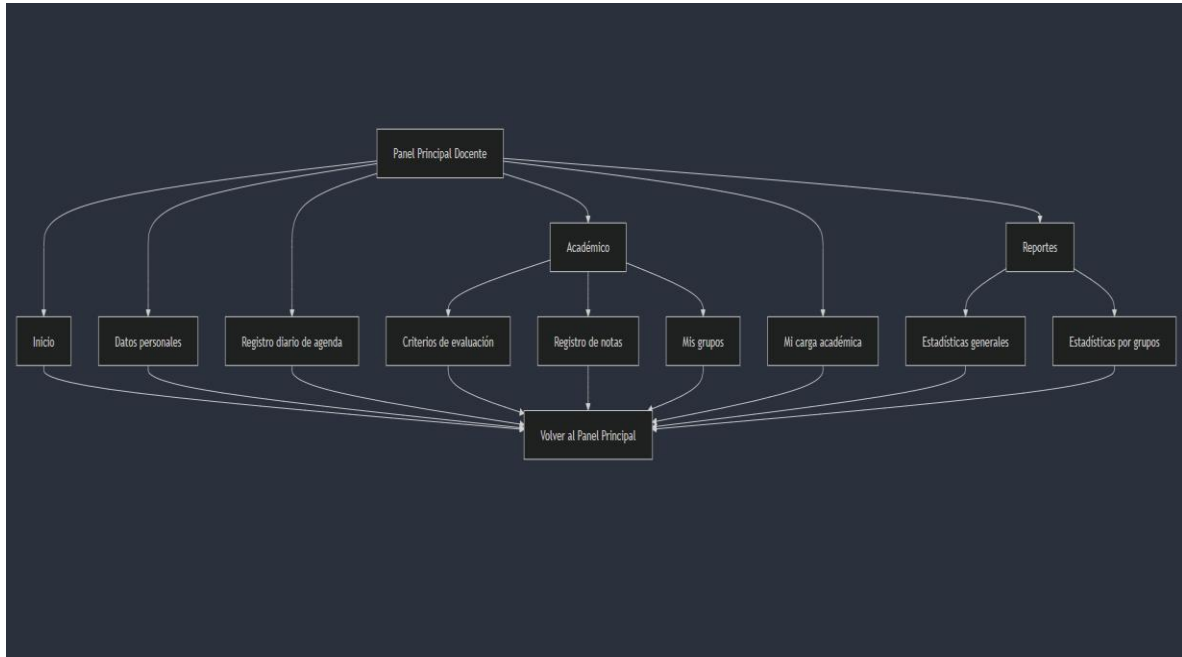 Panel Principal Docente
Académico
Reportes
Inicio
Datos personales
Registro diario de agenda
Criterios de evaluación
Registro de notas
Mis grupos
Mi carga académica
Estadísticas generales
Estadísticas por grupos
Volver al Panel Principal